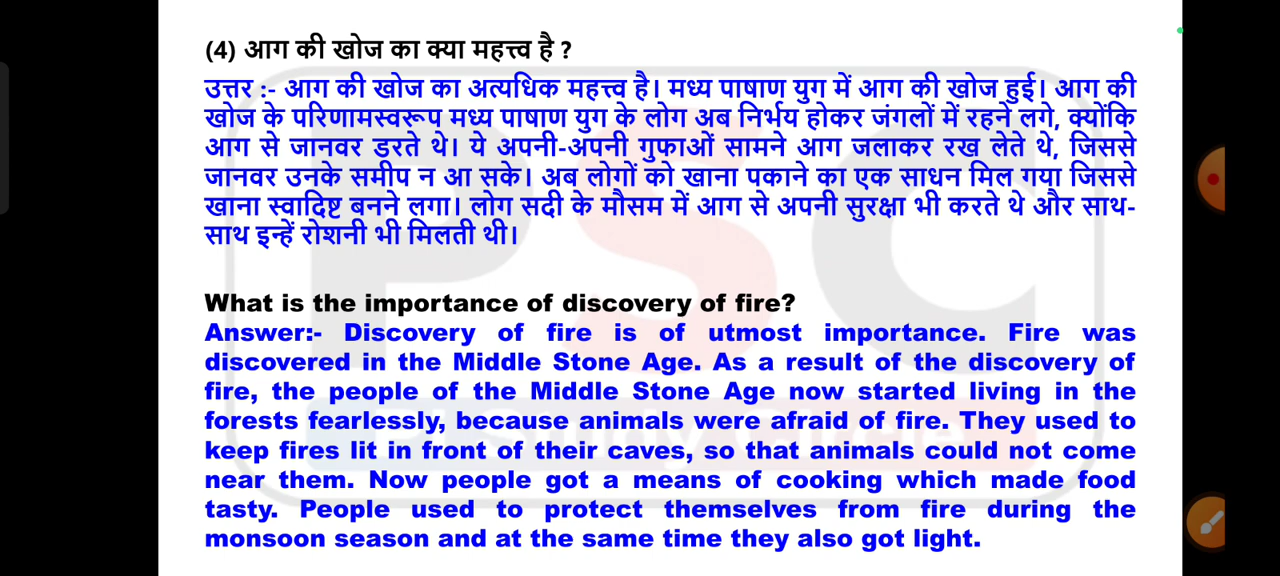 (4) आग की खोज का क्या महत्त्व है ?
उत्तर :- आग की खोज का अत्यधिक महत्त्व है। मध्य पाषाण युग में आग की खोज हुई। आग की
खोज के परिणामस्वरूप मध्य पाषाण युग के लोग अब निर्भय होकर जंगलों में रहने लगे, क्योंकि
आग से जानवर डरते थे। ये अपनी-अपनी गुफाओं सामने आग जलाकर रख लेते थे, जिससे
जानवर उनके समीप न आ सके। अब लोगों को खाना पकाने का एक साधन मिल गया जिससे
खाना स्वादिष्ट बनने लगा। लोग सदी के मौसम में आग से अपनी सुरक्षा भी करते थे और साथ-
साथ इन्हें रोशनी भी मिलती थी।
What is the importance of discovery of fire?
Answer:- Discovery of fire is of utmost importance. Fire was
discovered in the Middle Stone Age. As a result of the discovery of
fire, the people of the Middle Stone Age now started living in the
forests fearlessly, because animals were afraid of fire. They used to
keep fires lit in front of their caves, so that animals could not come
near them. Now people got a means of cooking which made food
tasty. People used to protect themselves from fire during the
monsoon season and at the same time they also got light.
PSC